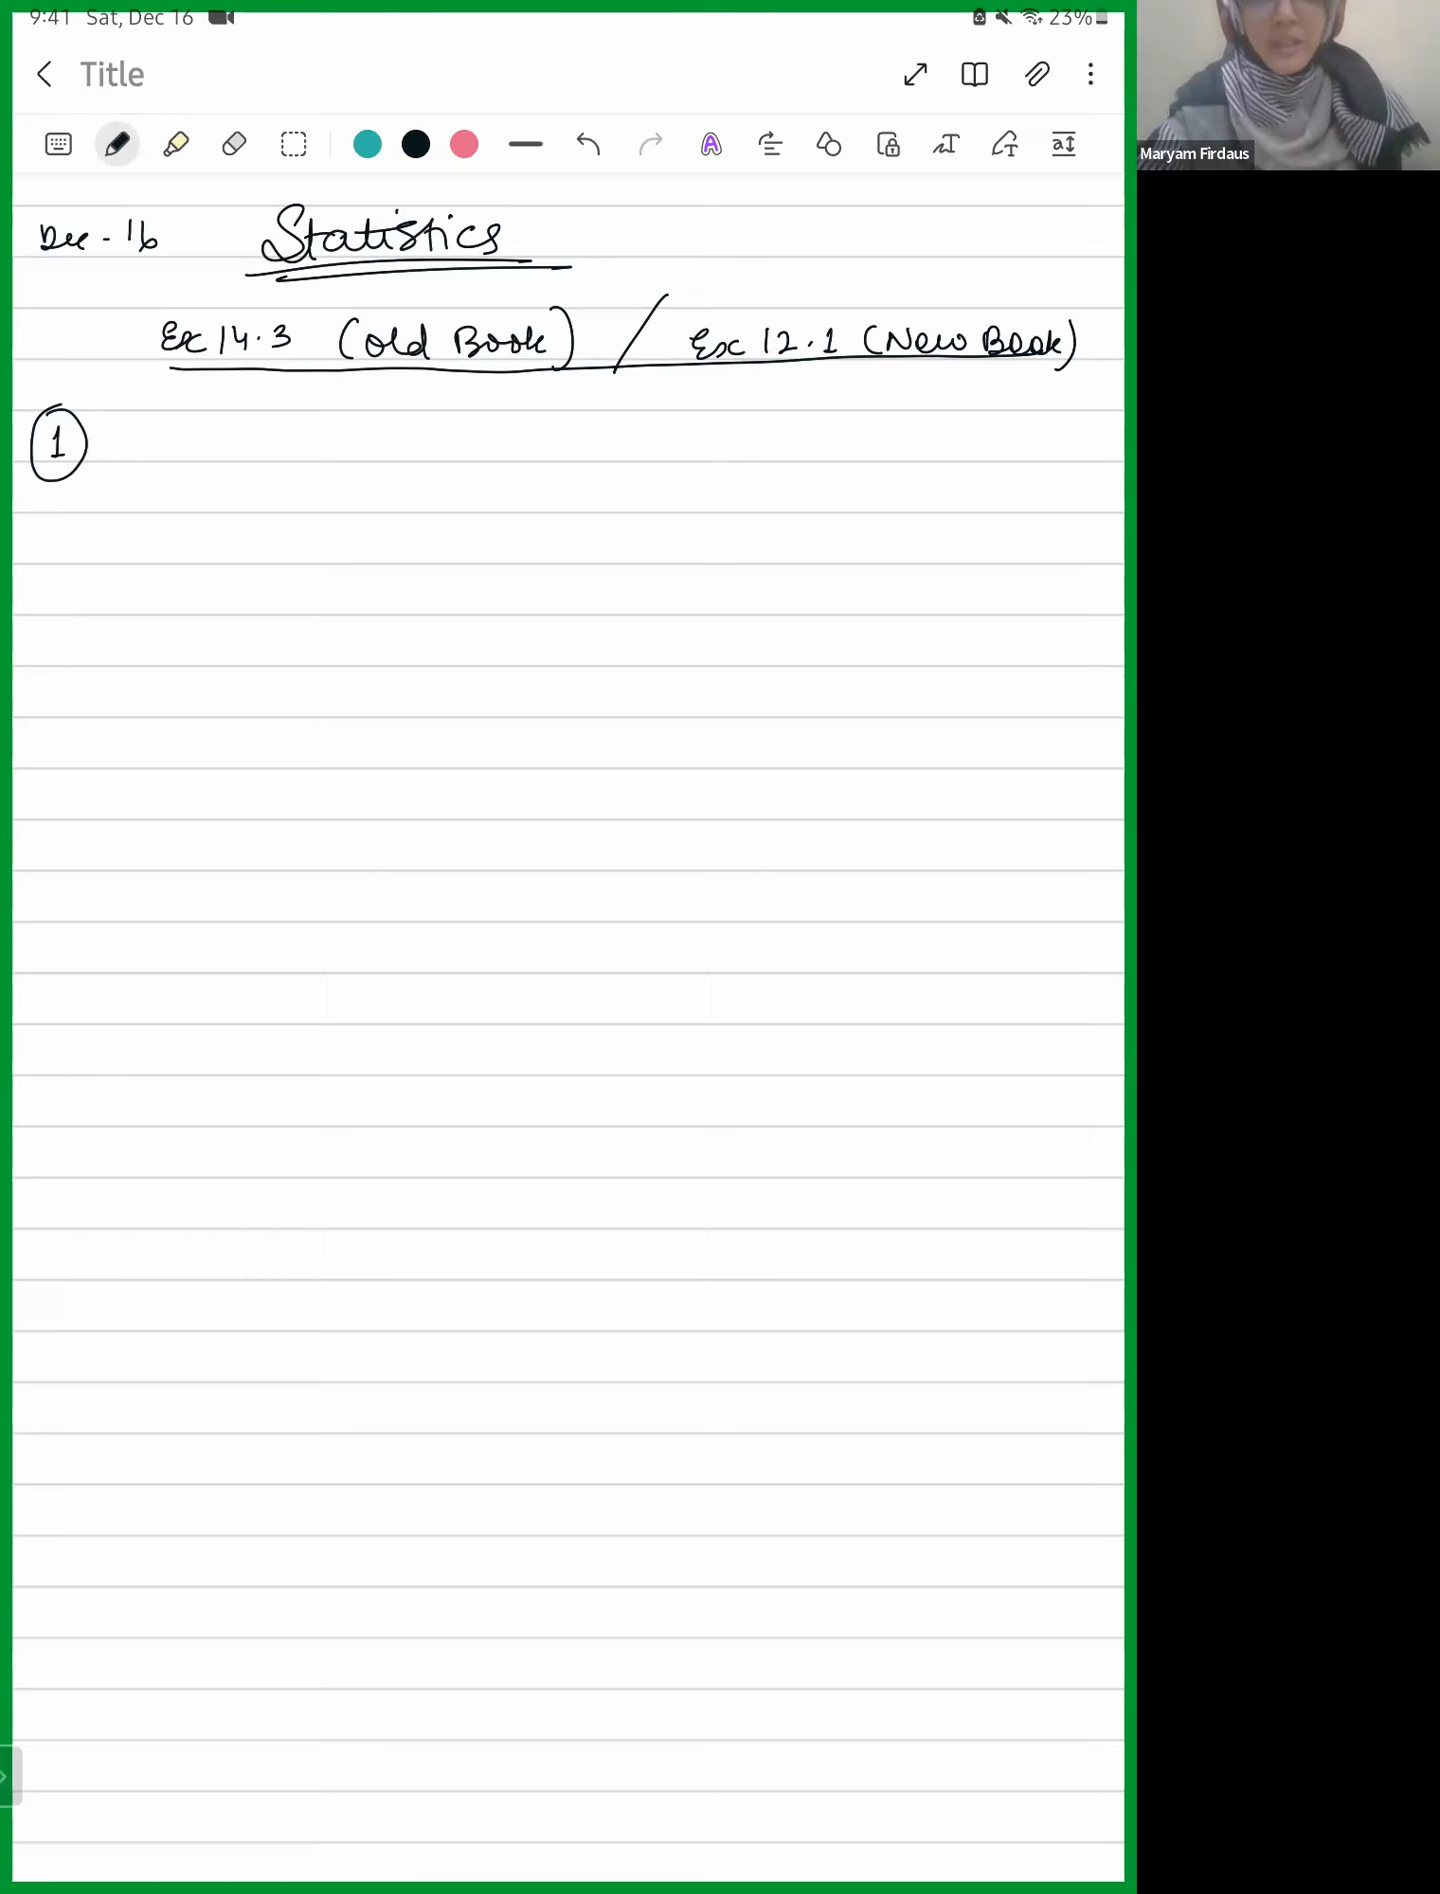 9:41 Sat, Dec 16
23%
Title
Maryam Firdaus
Dec - 16 Statistics
Ex 14.3 (old Book) / Ex 12.1 (New Book)
1